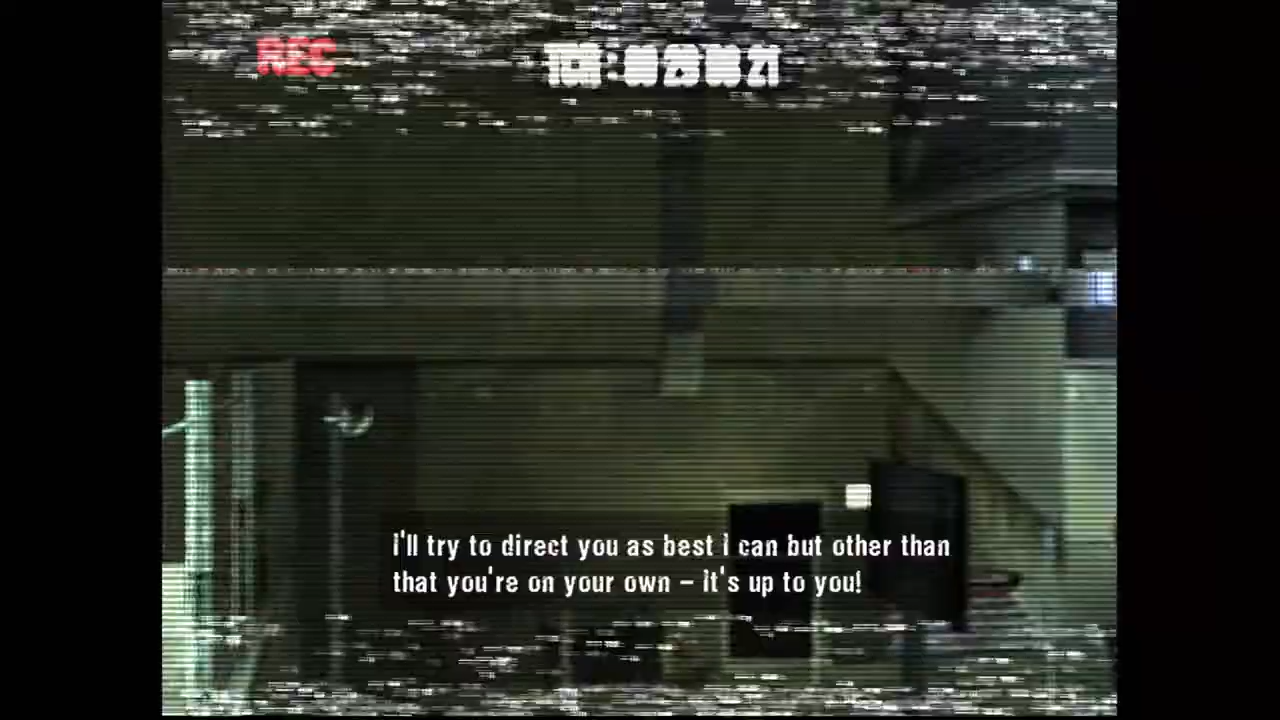 REC
I'll try to direct you as best I can but other than
that you're on your own – it's up to you!